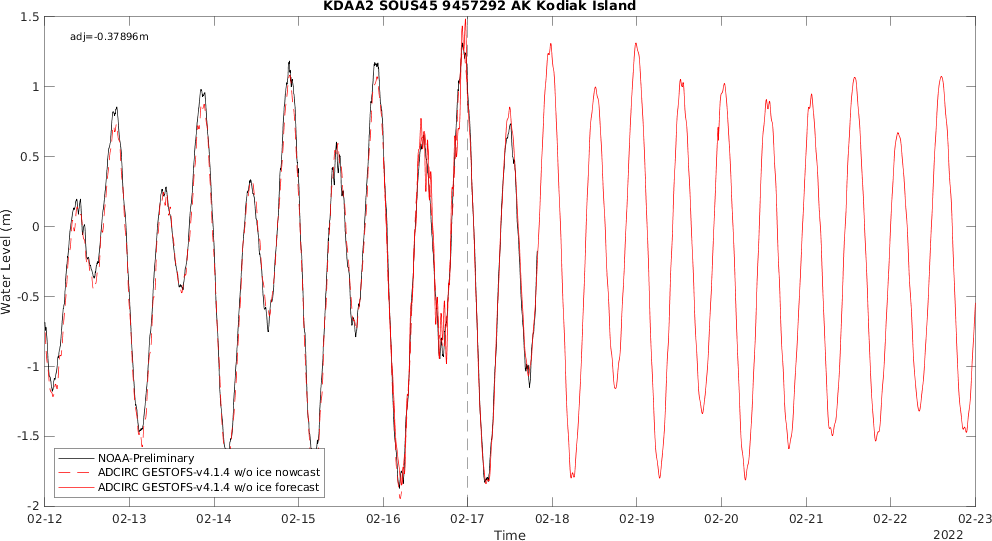 KDAA2 SOUS45 9457292 AK Kodiak Island
adj=-0.37896m
1.5
1
0.5
0
-0.5
-1
-1.5
-2
Water Level (m)
NOAA-Preliminary
ADCIRC GESTOFS-v4.1.4 w/o ice nowcast
ADCIRC GESTOFS-v4.1.4 w/o ice forecast
02-12 02-13 02-14 02-15 02-16 02-17 02-18 02-19 02-20 02-21 02-22 02-23
Time
2022